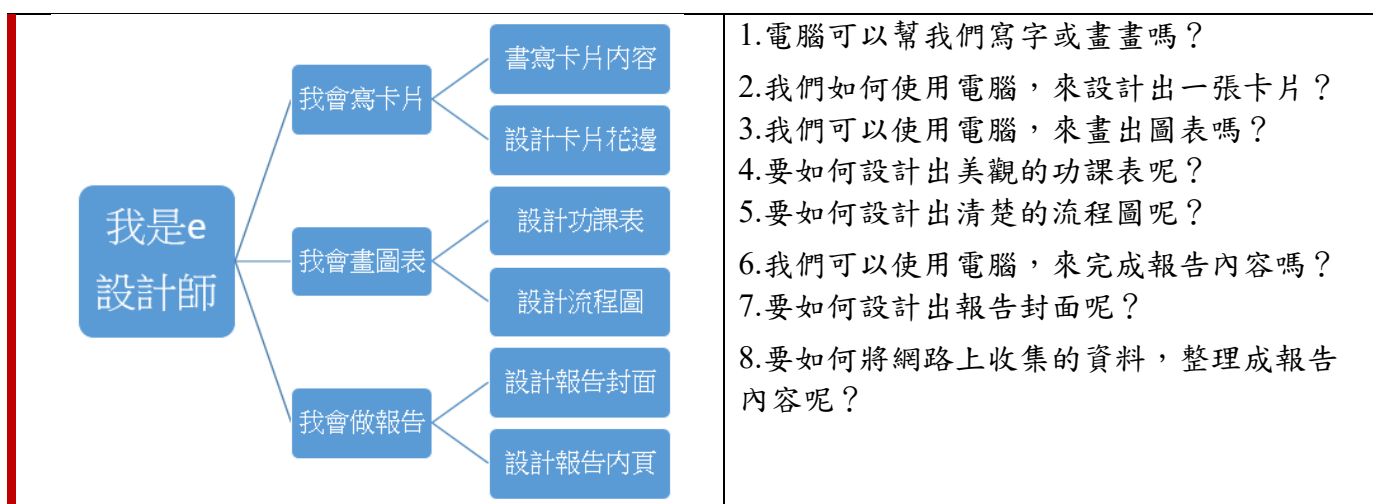 我是e
設計師
我會寫卡片
書寫卡片內容
設計卡片花邊
我會畫圖表
設計功課表
設計流程圖
我會做報告
設計報告封面
設計報告內頁
1.電腦可以幫我們寫字或畫畫嗎？
2.我們如何使用電腦，來設計出一張卡片？
3.我們可以使用電腦，來畫出圖表嗎？
4.要如何設計出美觀的功課表呢？
5.要如何設計出清楚的流程圖呢？
6.我們可以使用電腦，來完成報告內容嗎？
7.要如何設計出報告封面呢？
8.要如何將網路上收集的資料，整理成報告
內容呢？